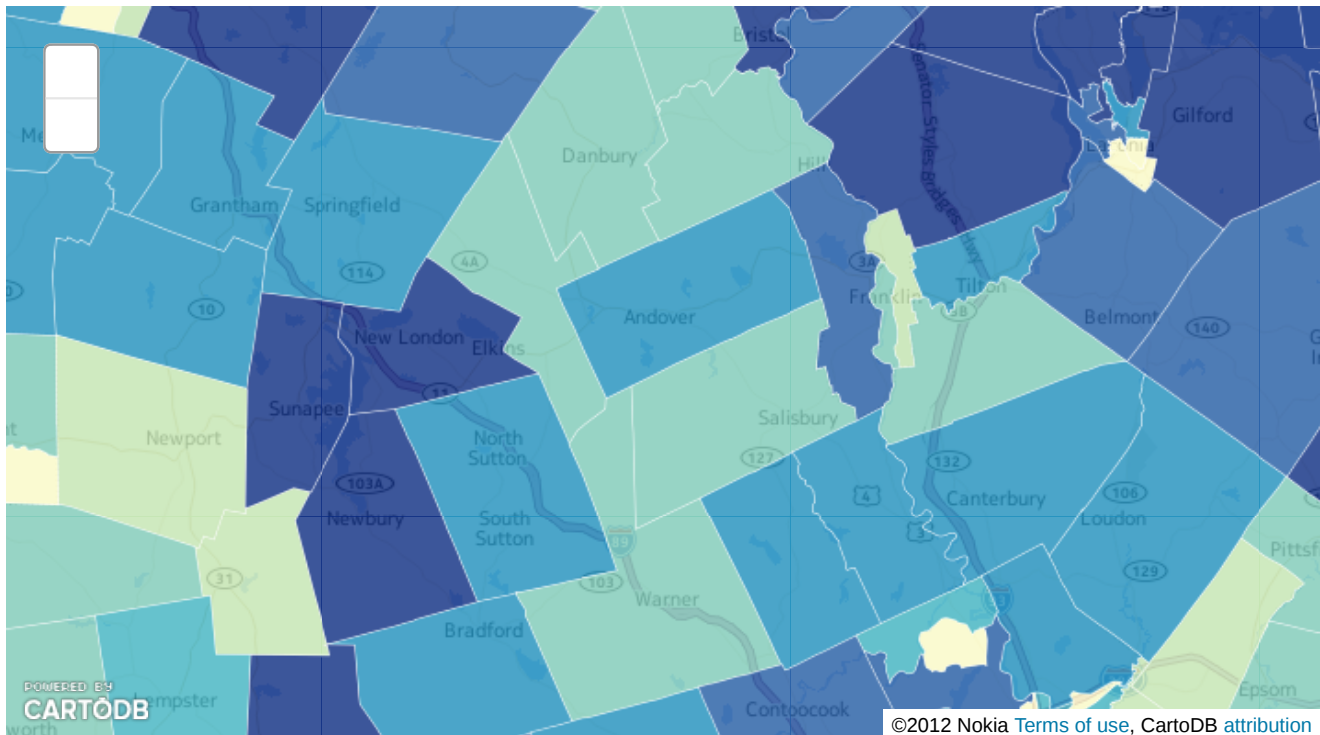 Bristol
Gilford
Laconia
Danbury
Hill
Senator Styles Bridges Hwy
Grantham
Springfield
4A
3A
114
Tilton
Franklin
10
Andover
3B
Belmont
140
New London
Elkins
11
Sunapee
Salisbury
Newport
North
Sutton
127
132
103A
4
Canterbury
106
Newbury
South
Sutton
3
Loudon
89
Pittsf
31
103
129
Warner
93
Bradford
Epsom
Contoocook
POWERED BY
CARTODB
©2012 Nokia Terms of use, CartoDB attribution